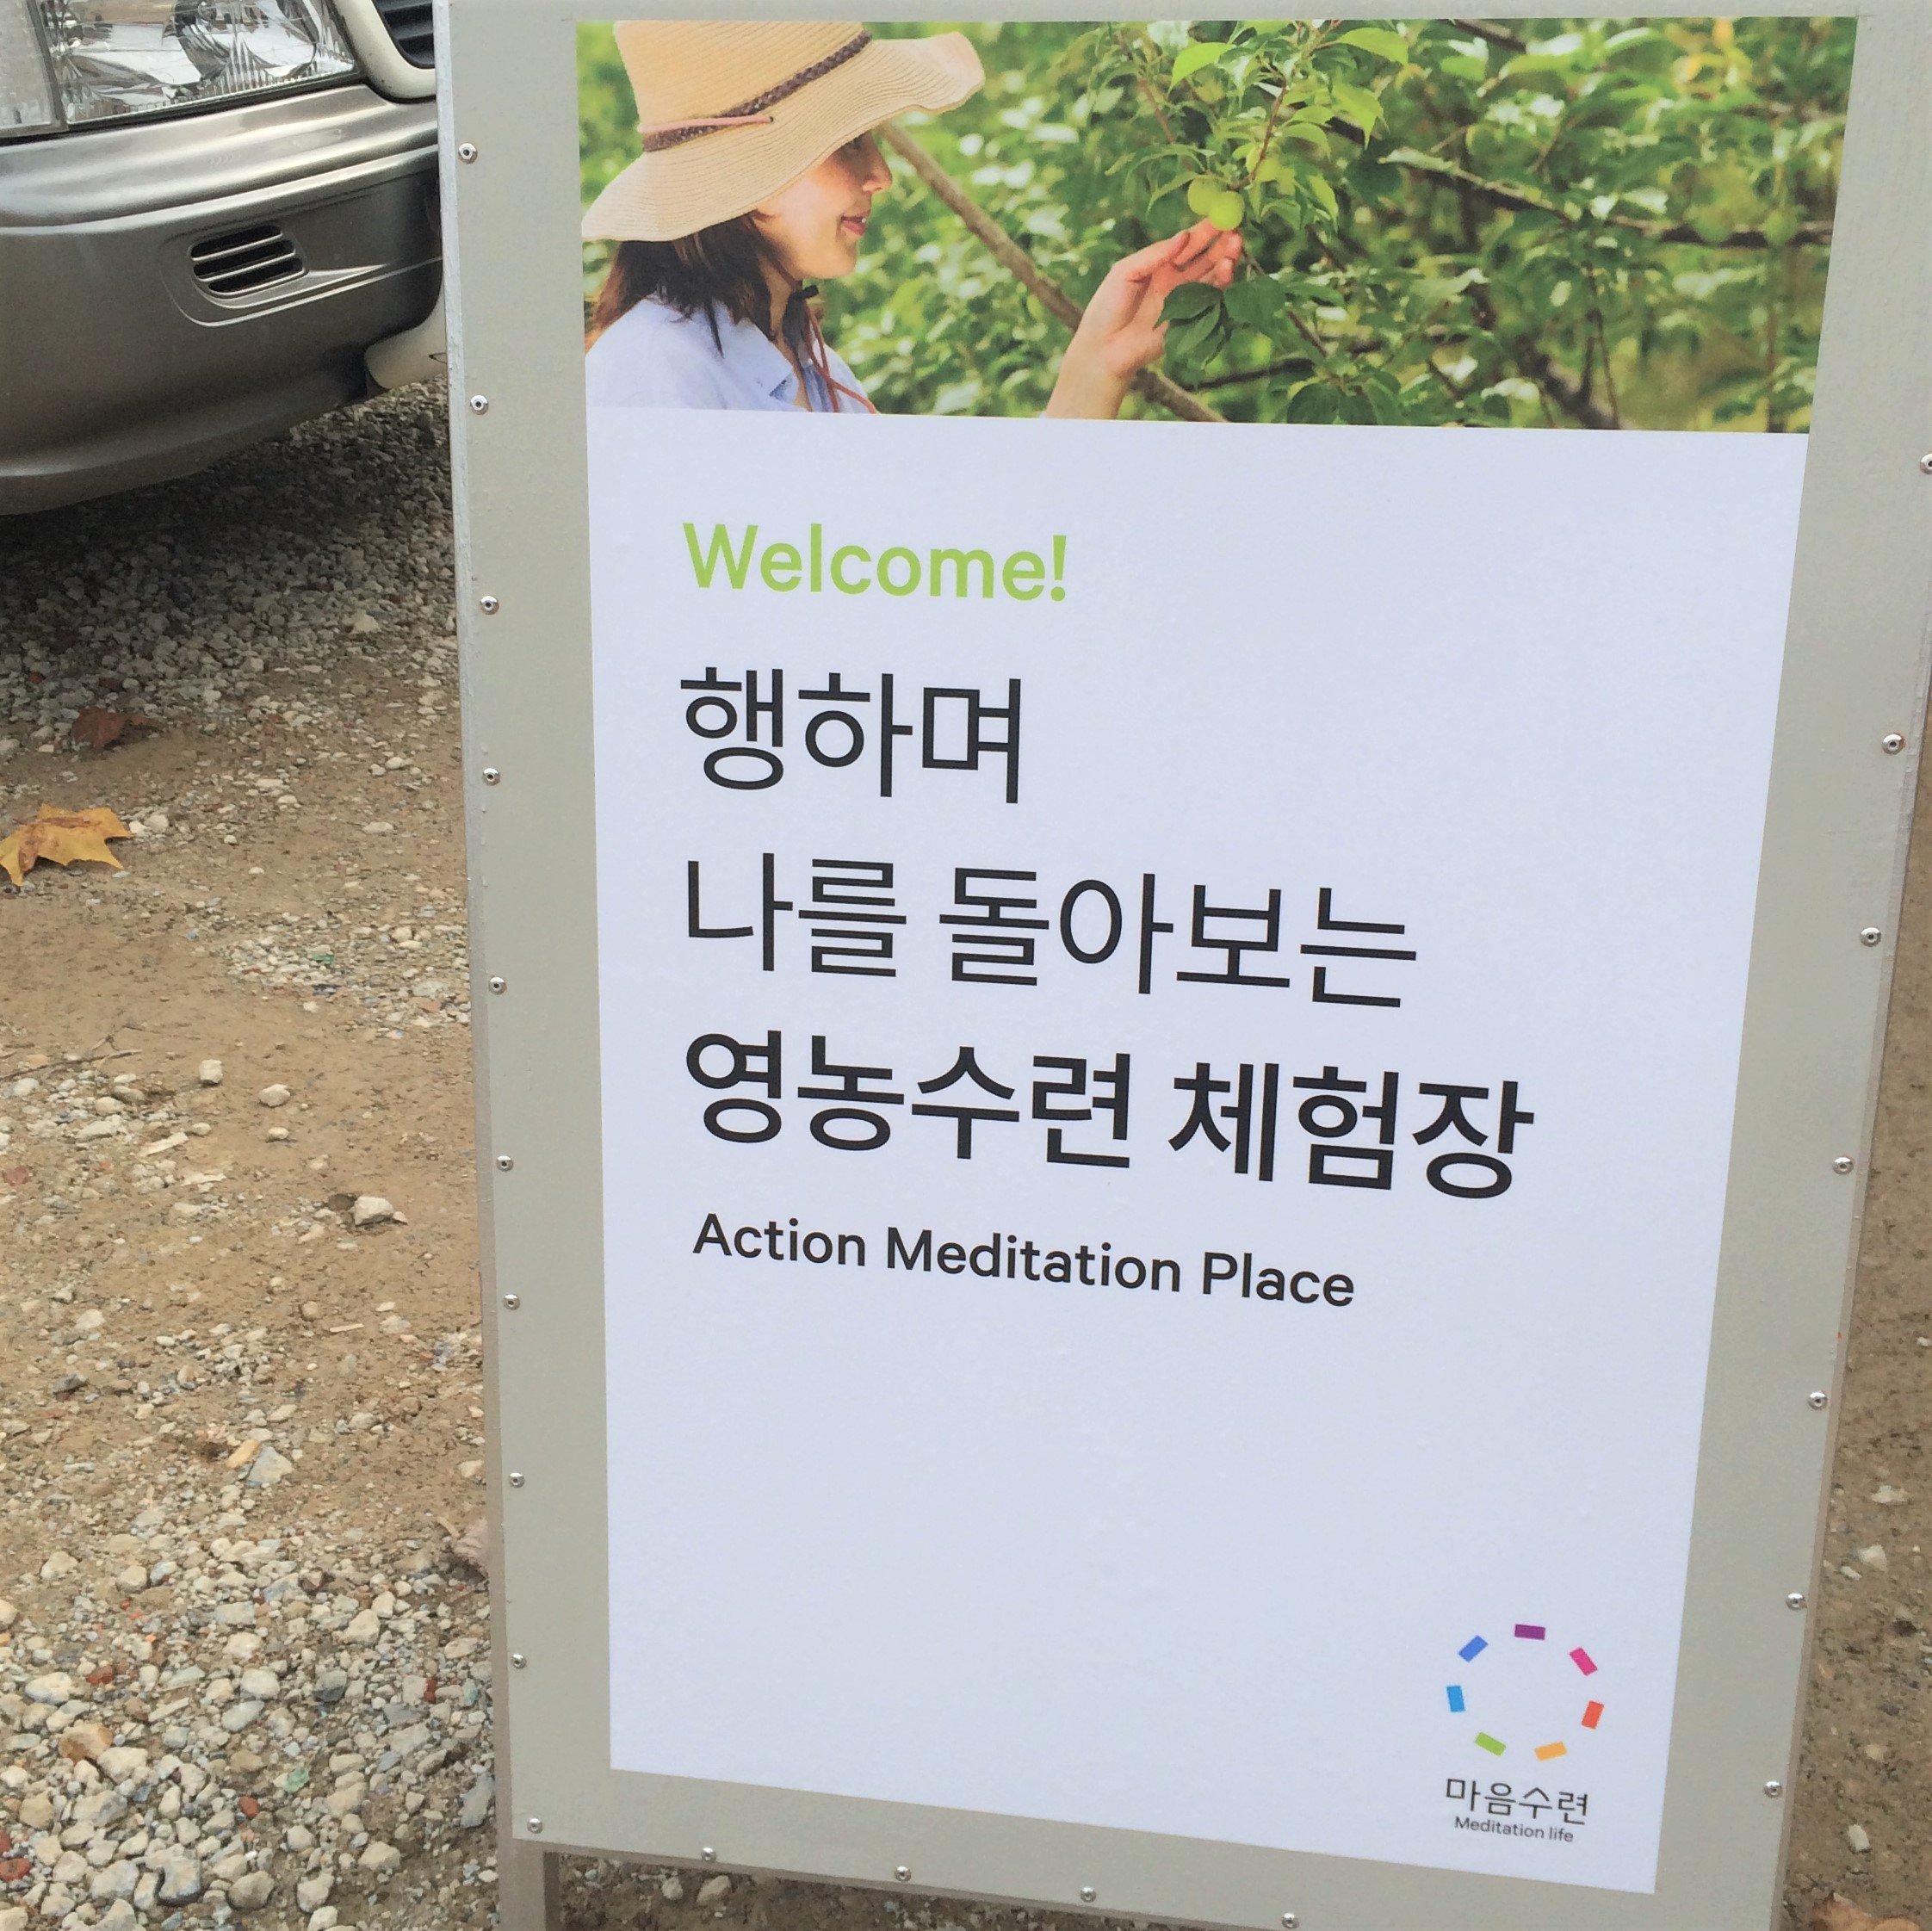 Welcome!
행하며
나를 돌아보는
영농수련 체험장
Action Meditation Place
마음수련
Meditation life